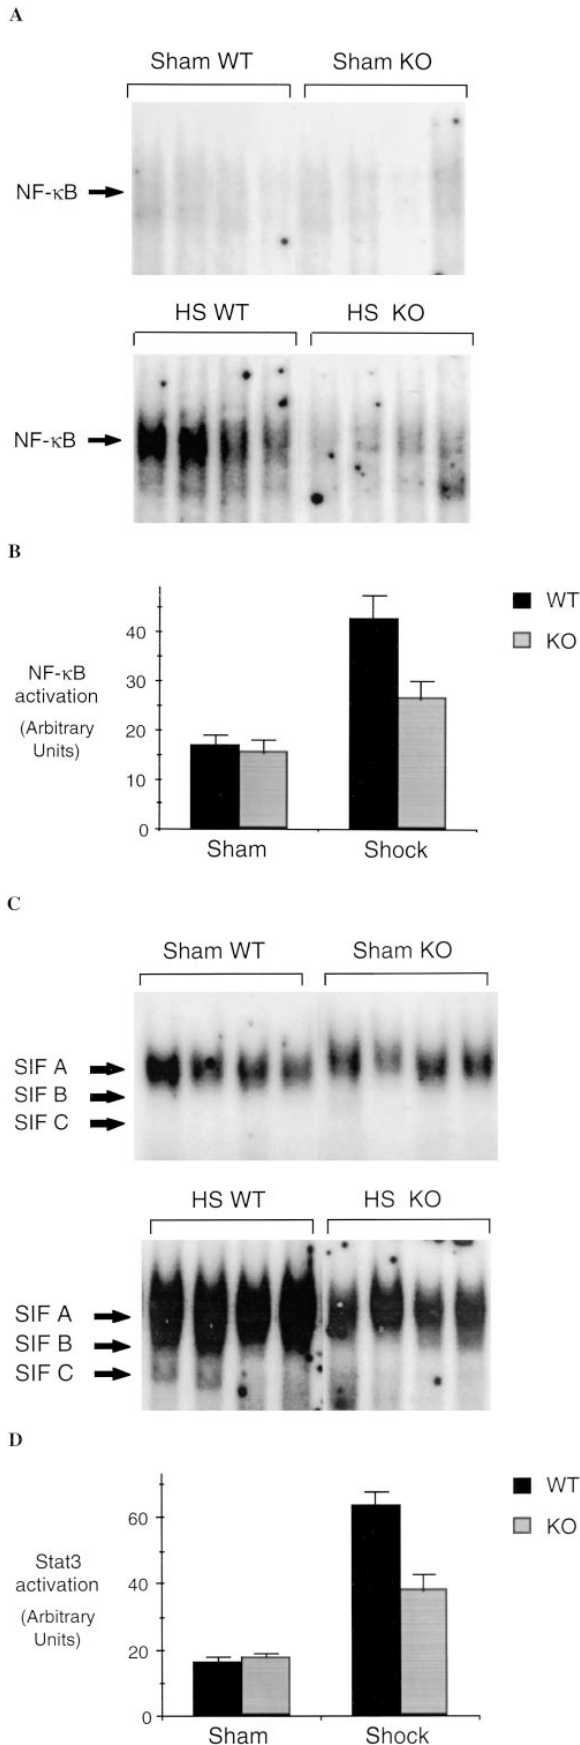 A
Sham WT
Sham KO
NF-κB
HS WT
HS KO
NF-κB
B
40
30
20
10
0
NF-κB
activation
(Arbitrary
Units)
WT
KO
Sham
Shock
C
Sham WT
Sham KO
SIF A
SIF B
SIF C
HS WT
HS KO
SIF A
SIF B
SIF C
D
60
40
20
0
Stat3
activation
(Arbitrary
Units)
WT
KO
Sham
Shock